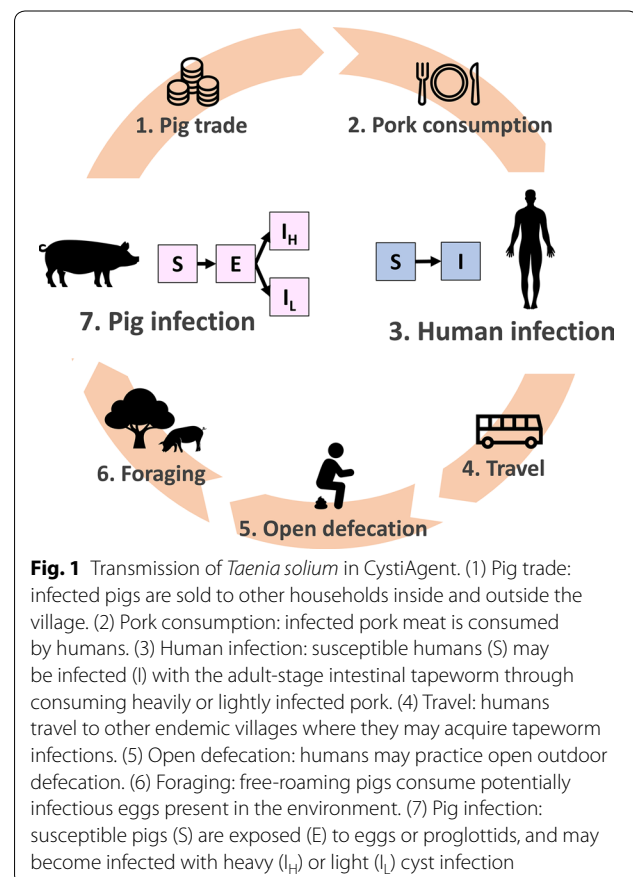 1. Pig trade
2. Pork consumption
S
E
I_H
I_L
7. Pig infection
S
I
3. Human infection
4. Travel
5. Open defecation
6. Foraging
Fig. 1 Transmission of Taenia solium in CystiAgent. (1) Pig trade:
infected pigs are sold to other households inside and outside the
village. (2) Pork consumption: infected pork meat is consumed
by humans. (3) Human infection: susceptible humans (S) may
be infected (I) with the adult-stage intestinal tapeworm through
consuming heavily or lightly infected pork. (4) Travel: humans
travel to other endemic villages where they may acquire tapeworm
infections. (5) Open defecation: humans may practice open outdoor
defecation. (6) Foraging: free-roaming pigs consume potentially
infectious eggs present in the environment. (7) Pig infection:
susceptible pigs (S) are exposed (E) to eggs or proglottids, and may
become infected with heavy (I_H) or light (I_L) cyst infection